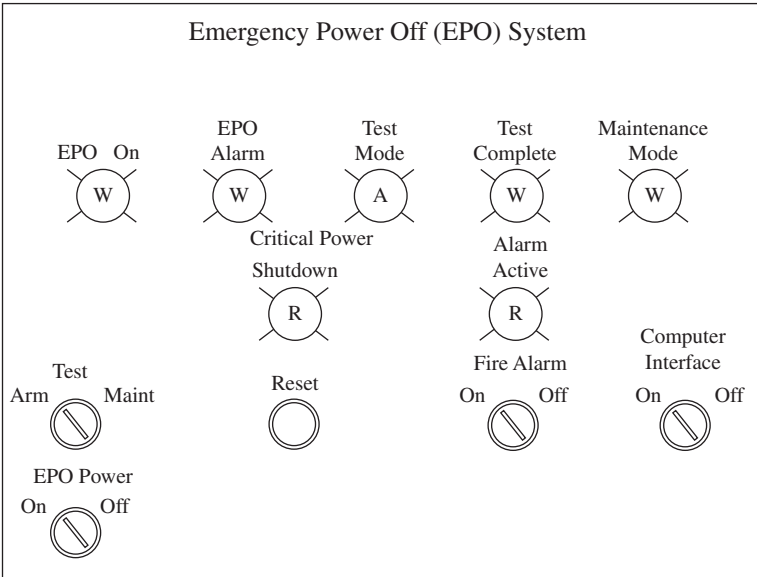 Emergency Power Off (EPO) System
EPO On
EPO
Alarm
Test
Mode
Test
Complete
Maintenance
Mode
W
W
A
W
W
Critical Power
Shutdown
Alarm
Active
R
R
Test
Arm Maint
Reset
Fire Alarm
On Off
Computer
Interface
On Off
EPO Power
On Off